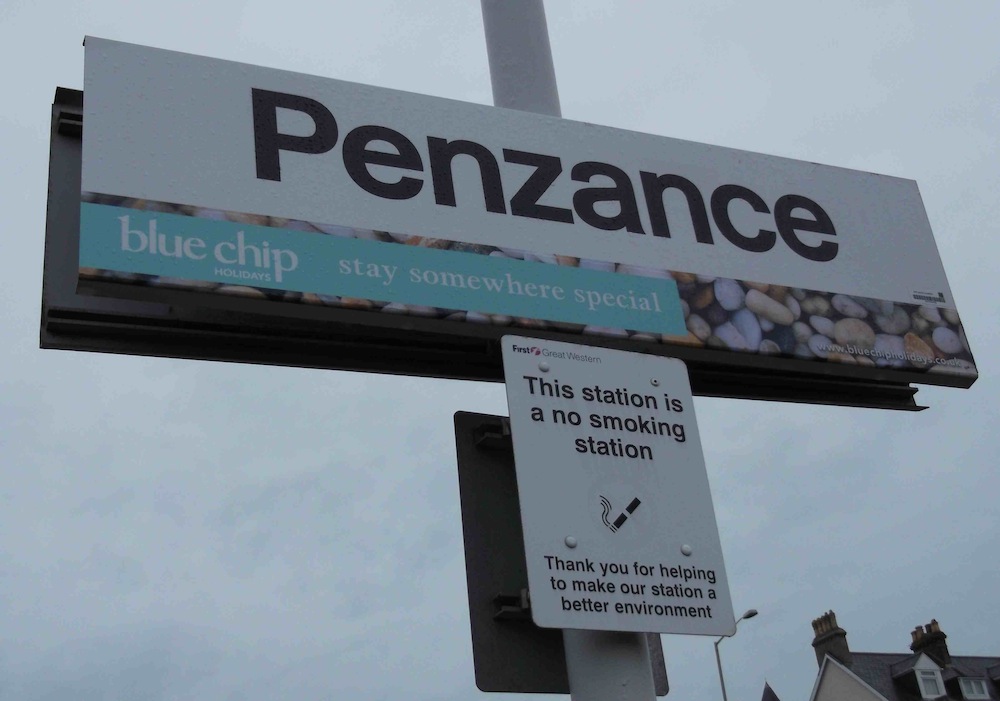 Penzance
blue chip
HOLIDAYS
stay somewhere special
www.bluechipholidays.co.uk
First Great Western
This station is
a no smoking
station
Thank you for helping
to make our station a
better environment